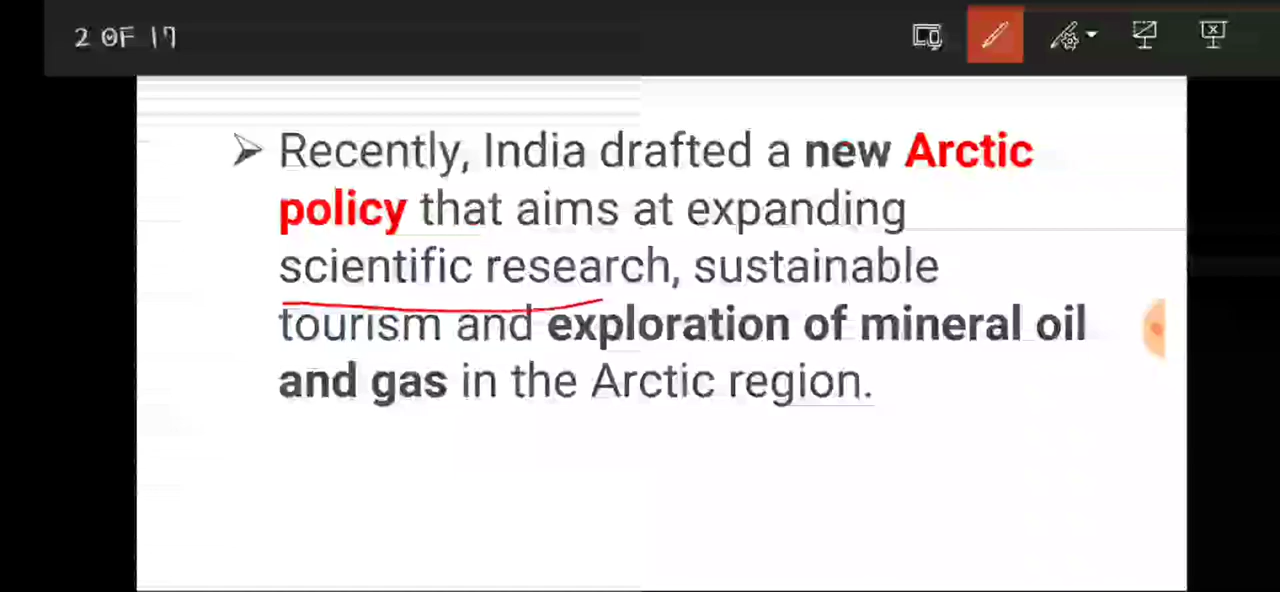 2 OF 17
➢ Recently, India drafted a new Arctic
policy that aims at expanding
scientific research, sustainable
tourism and exploration of mineral oil
and gas in the Arctic region.